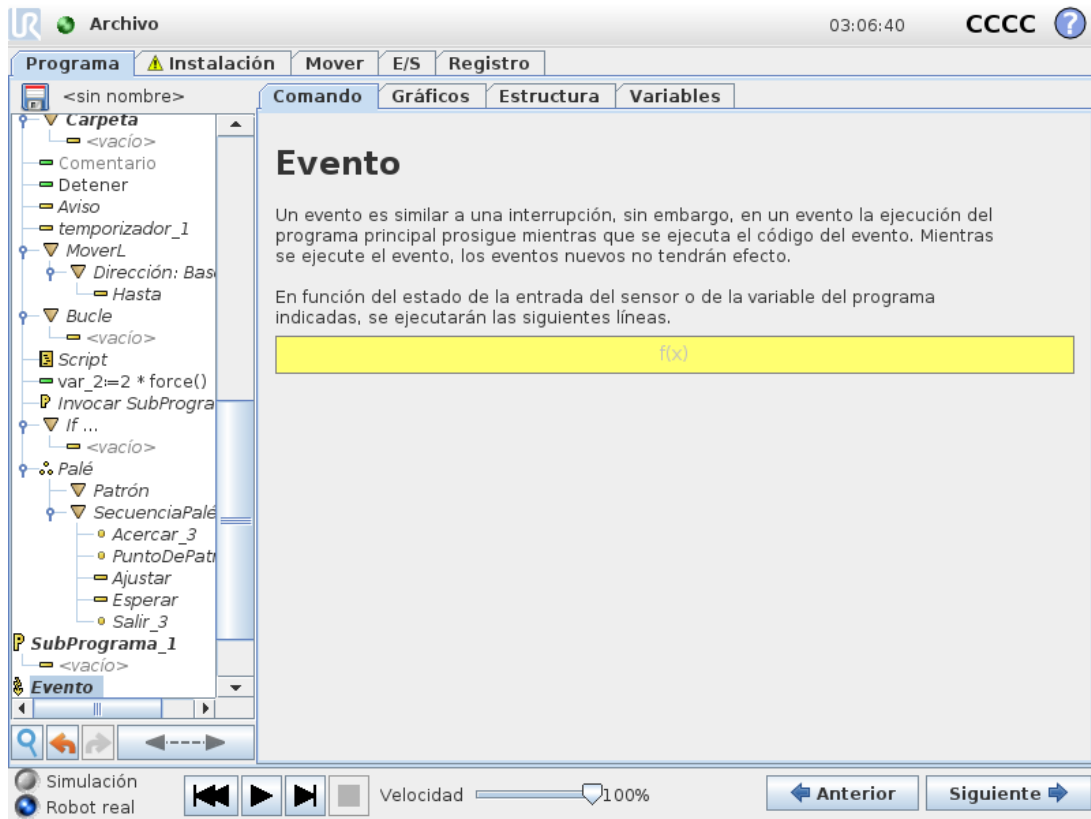 UR
Archivo
03:06:40
CCCC
?
Programa
Instalación
Mover
E/S
Registro
<sin nombre>
Comando
Gráficos
Estructura
Variables
Carpeta
<vacío>
Comentario
Detener
Aviso
temporizador_1
MoverL
Dirección: Bas
Hasta
Bucle
<vacío>
Script
var_2:=2 * force()
P Invocar SubProgra
If ...
<vacío>
Palé
Patrón
SecuenciaPalé
Acercar_3
PuntoDePatr
Ajustar
Esperar
Salir_3
P SubPrograma_1
<vacío>
Evento
Evento
Un evento es similar a una interrupción, sin embargo, en un evento la ejecución del
programa principal prosigue mientras que se ejecuta el código del evento. Mientras
se ejecute el evento, los eventos nuevos no tendrán efecto.
En función del estado de la entrada del sensor o de la variable del programa
indicadas, se ejecutarán las siguientes líneas.
f(x)
Simulación
Robot real
Velocidad
100%
Anterior
Siguiente